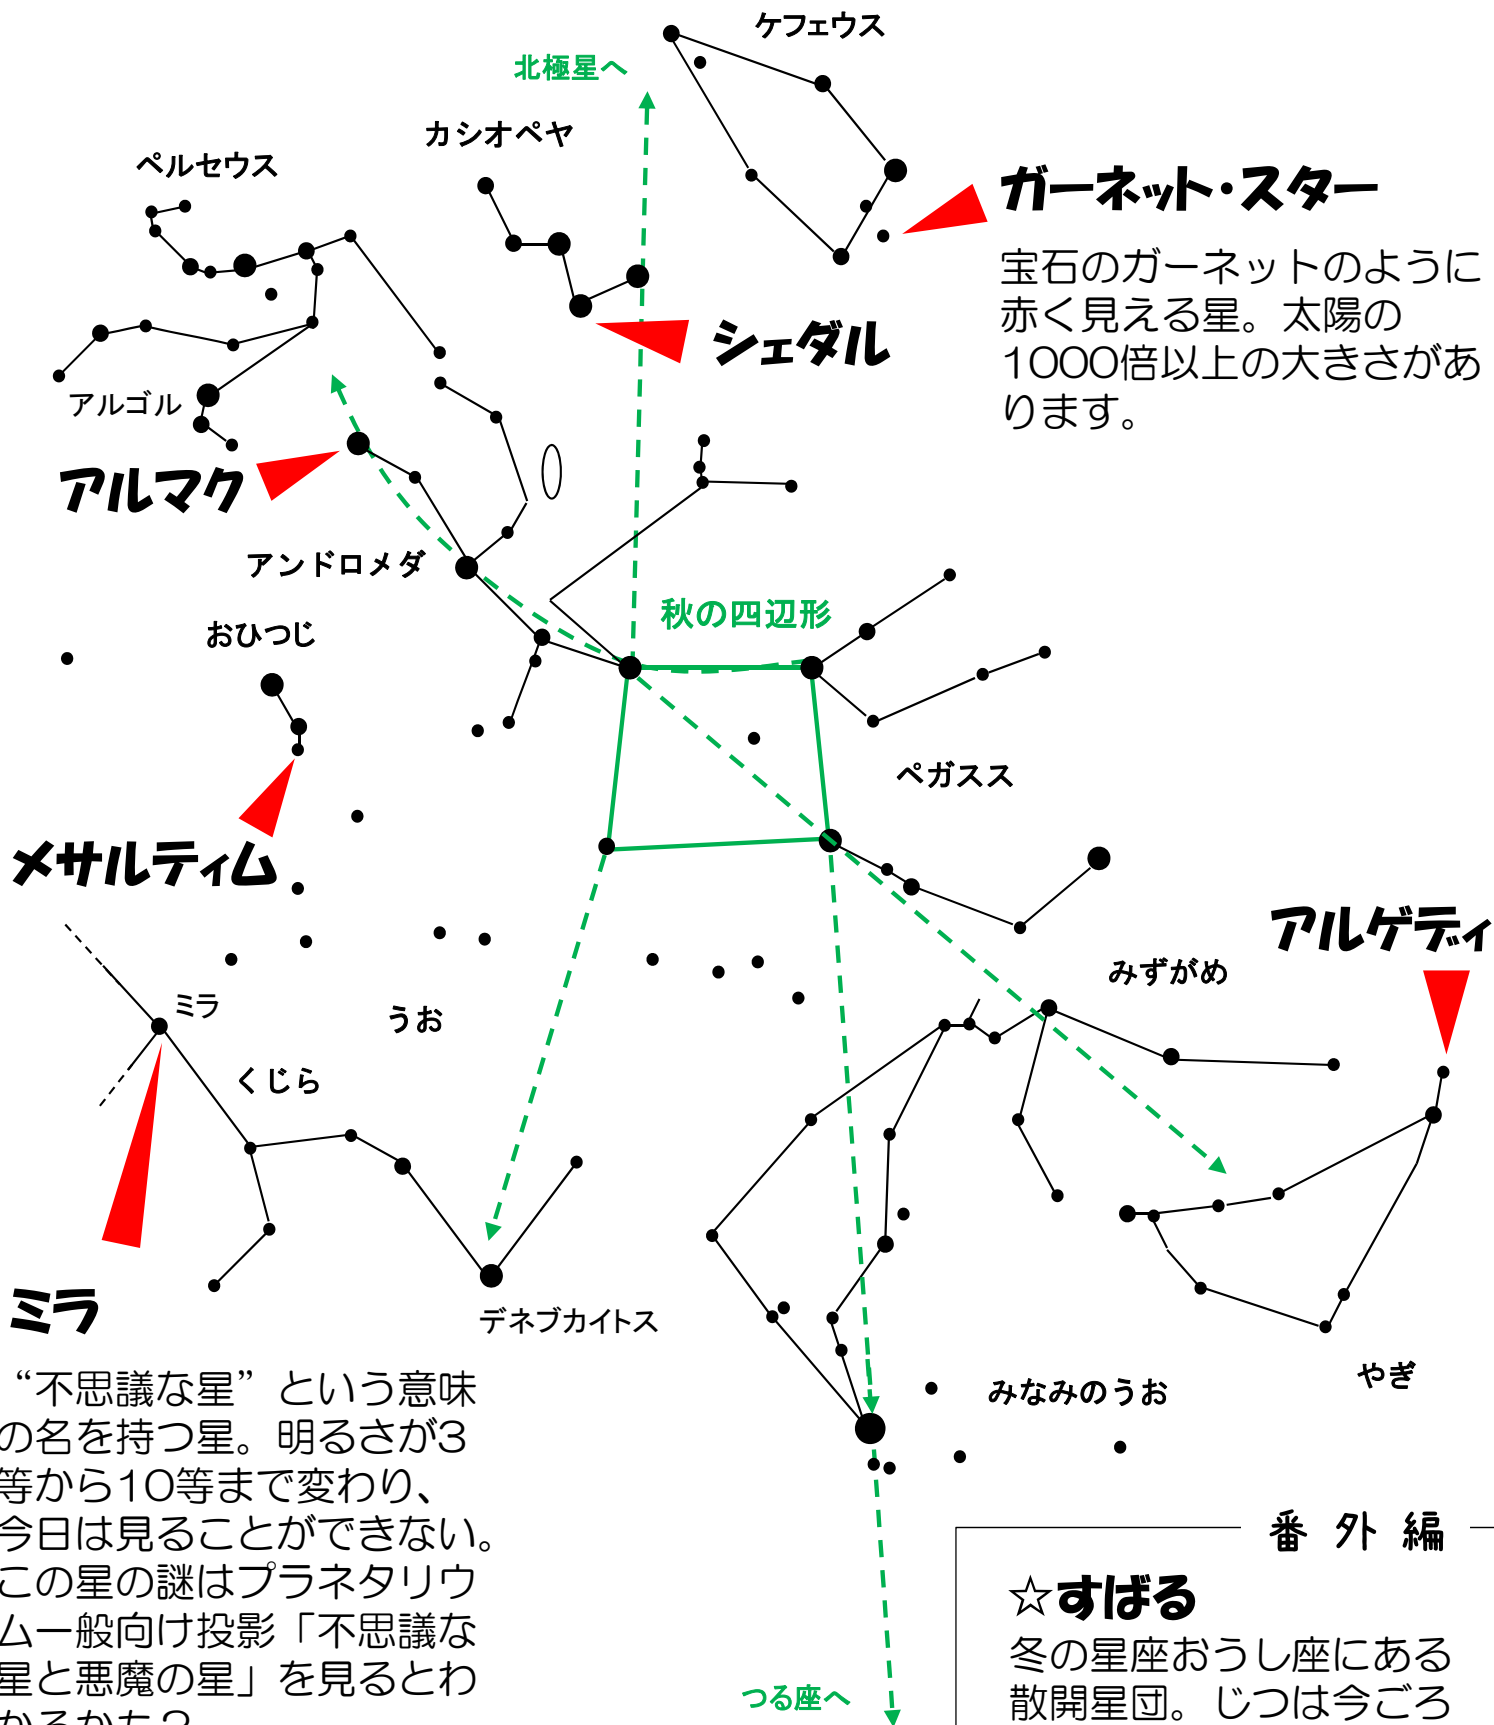 ケフェウス
北極星へ
カシオペヤ
ペルセウス
ガーネット・スター
宝石のガーネットのように
赤く見える星。太陽の
1000倍以上の大きさがあ
ります。
シェダル
アルゴル
アルマク
アンドロメダ
秋の四辺形
おひつじ
ペガスス
メサルティム
アルゲディ
みずがめ
ミラ
うお
くじら
ミラ
デネブカイトス
やぎ
みなみのうお
“不思議な星”という意味
の名を持つ星。明るさが3
等から10等まで変わり、
今日は見ることができない。
この星の謎はプラネタリウ
ム一般向け投影「不思議な
星と悪魔の星」を見るとわ
かるかも?
番外編
☆すばる
冬の星座おうし座にある
散開星団。じつは今ごろ
つる座へ